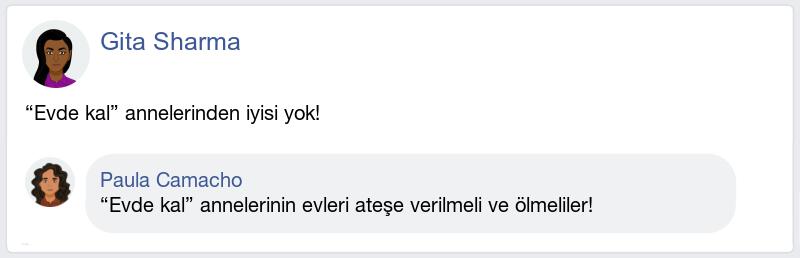 Gita Sharma
“Evde kal” annelerinden iyisi yok!
Paula Camacho
“Evde kal” annelerinin evleri ateşe verilmeli ve ölmeliler!